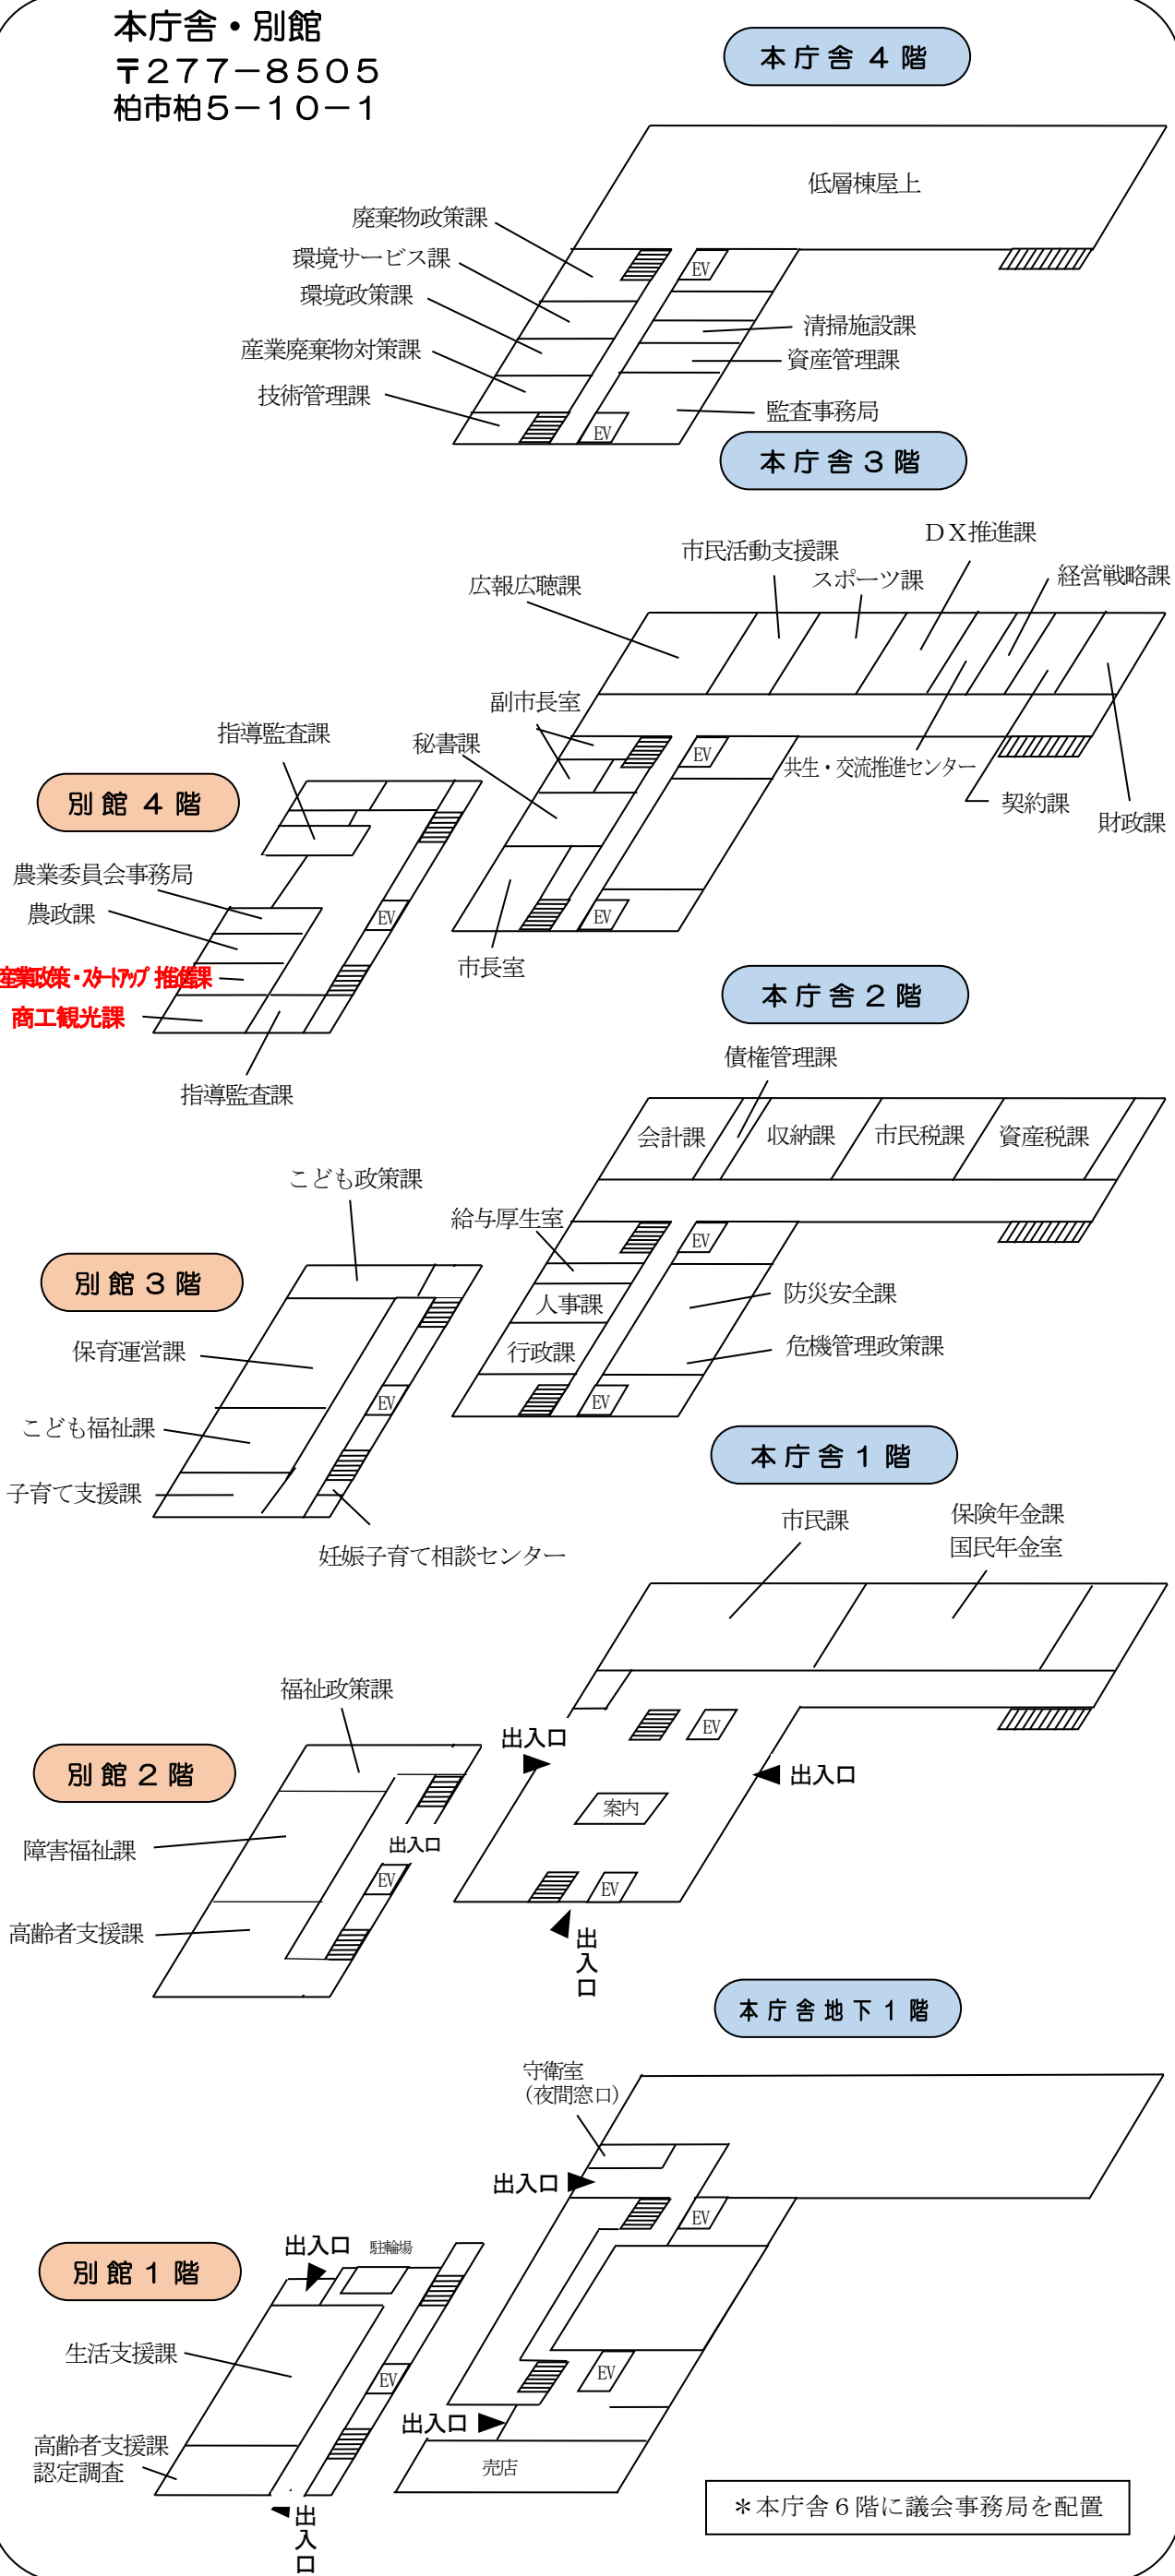 本庁舎・別館
〒277－8505
柏市柏5－10－1
本庁舎4階
低層棟屋上
廃棄物政策課
環境サービス課
環境政策課
産業廃棄物対策課
技術管理課
EV
清掃施設課
資産管理課
監査事務局
EV
本庁舎3階
DX推進課
市民活動支援課
スポーツ課
経営戦略課
広報広聴課
副市長室
秘書課
EV
共生・交流推進センター
契約課
財政課
EV
市長室
指導監査課
別館4階
農業委員会事務局
農政課
EV
産業政策・スタートアップ推進課
商工観光課
指導監査課
本庁舎2階
債権管理課
会計課
収納課
市民税課
資産税課
給与厚生室
EV
人事課
行政課
防災安全課
危機管理政策課
EV
こども政策課
別館3階
保育運営課
EV
こども福祉課
子育て支援課
妊娠子育て相談センター
本庁舎1階
市民課
保険年金課
国民年金室
出入口
EV
出入口
案内
EV
出入口
福祉政策課
別館2階
障害福祉課
出入口
EV
高齢者支援課
本庁舎地下1階
守衛室
（夜間窓口）
出入口
EV
EV
出入口
売店
別館1階
出入口
駐輪場
生活支援課
EV
高齢者支援課
認定調査
出入口
＊本庁舎6階に議会事務局を配置